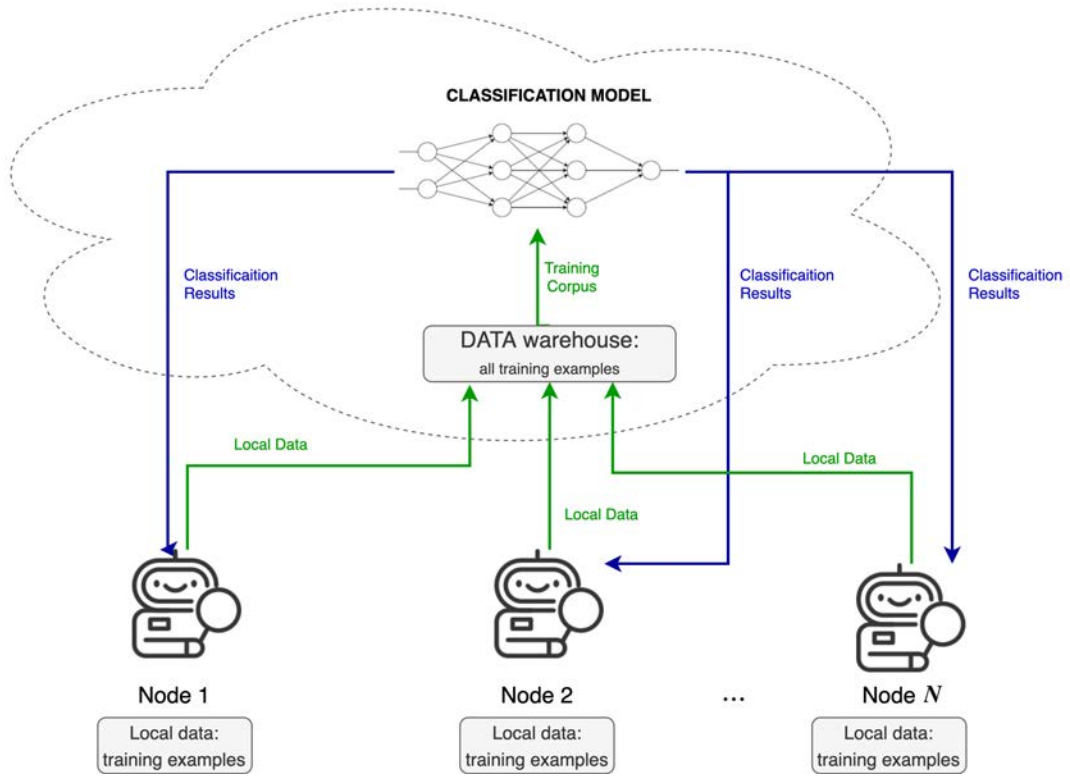 CLASSIFICATION MODEL
Classificaition
Results
Training
Corpus
Classificaition
Results
Classificaition
Results
DATA warehouse:
all training examples
Local Data
Local Data
Local Data
Node 1
Node 2
...
Node N
Local data:
training examples
Local data:
training examples
Local data:
training examples